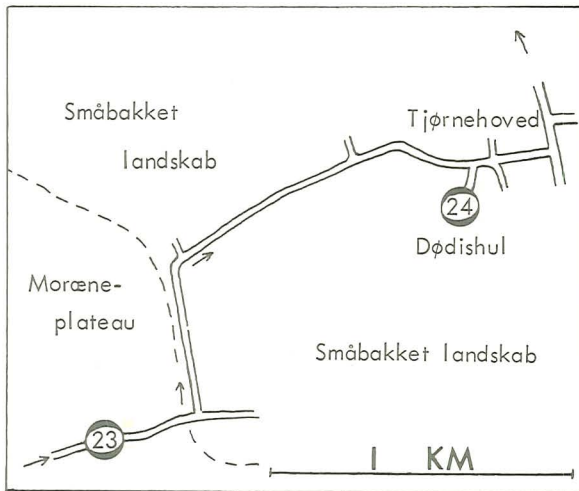 Småbakket
landskab
Tjørnehoved
24
Dødishul
Moræne-
plateau
Småbakket landskab
23
1 KM